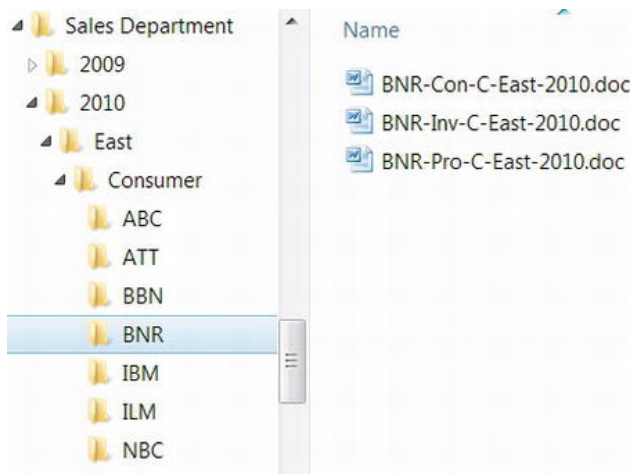 Sales Department
2009
2010
East
Consumer
ABC
ATT
BBN
BNR
IBM
ILM
NBC
Name
BNR-Con-C-East-2010.doc
BNR-Inv-C-East-2010.doc
BNR-Pro-C-East-2010.doc